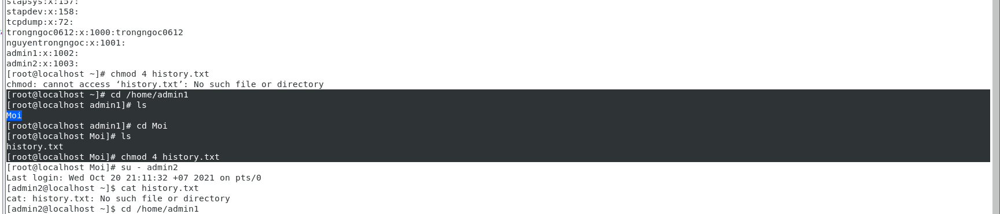 stapsys:x:157:
stapdev:x:158:
tcpdump:x:72:
trongngoc0612:x:1000:trongngoc0612
nguyentrongngoc:x:1001:
admin1:x:1002:
admin2:x:1003:
[root@localhost ~]# chmod 4 history.txt
chmod: cannot access ‘history.txt’: No such file or directory
[root@localhost ~]# cd /home/admin1
[root@localhost admin1]# ls
Moi
[root@localhost admin1]# cd Moi
[root@localhost Moi]# ls
history.txt
[root@localhost Moi]# chmod 4 history.txt
[root@localhost Moi]# su - admin2
Last login: Wed Oct 20 21:11:32 +07 2021 on pts/0
[admin2@localhost ~]$ cat history.txt
cat: history.txt: No such file or directory
[admin2@localhost ~]$ cd /home/admin1